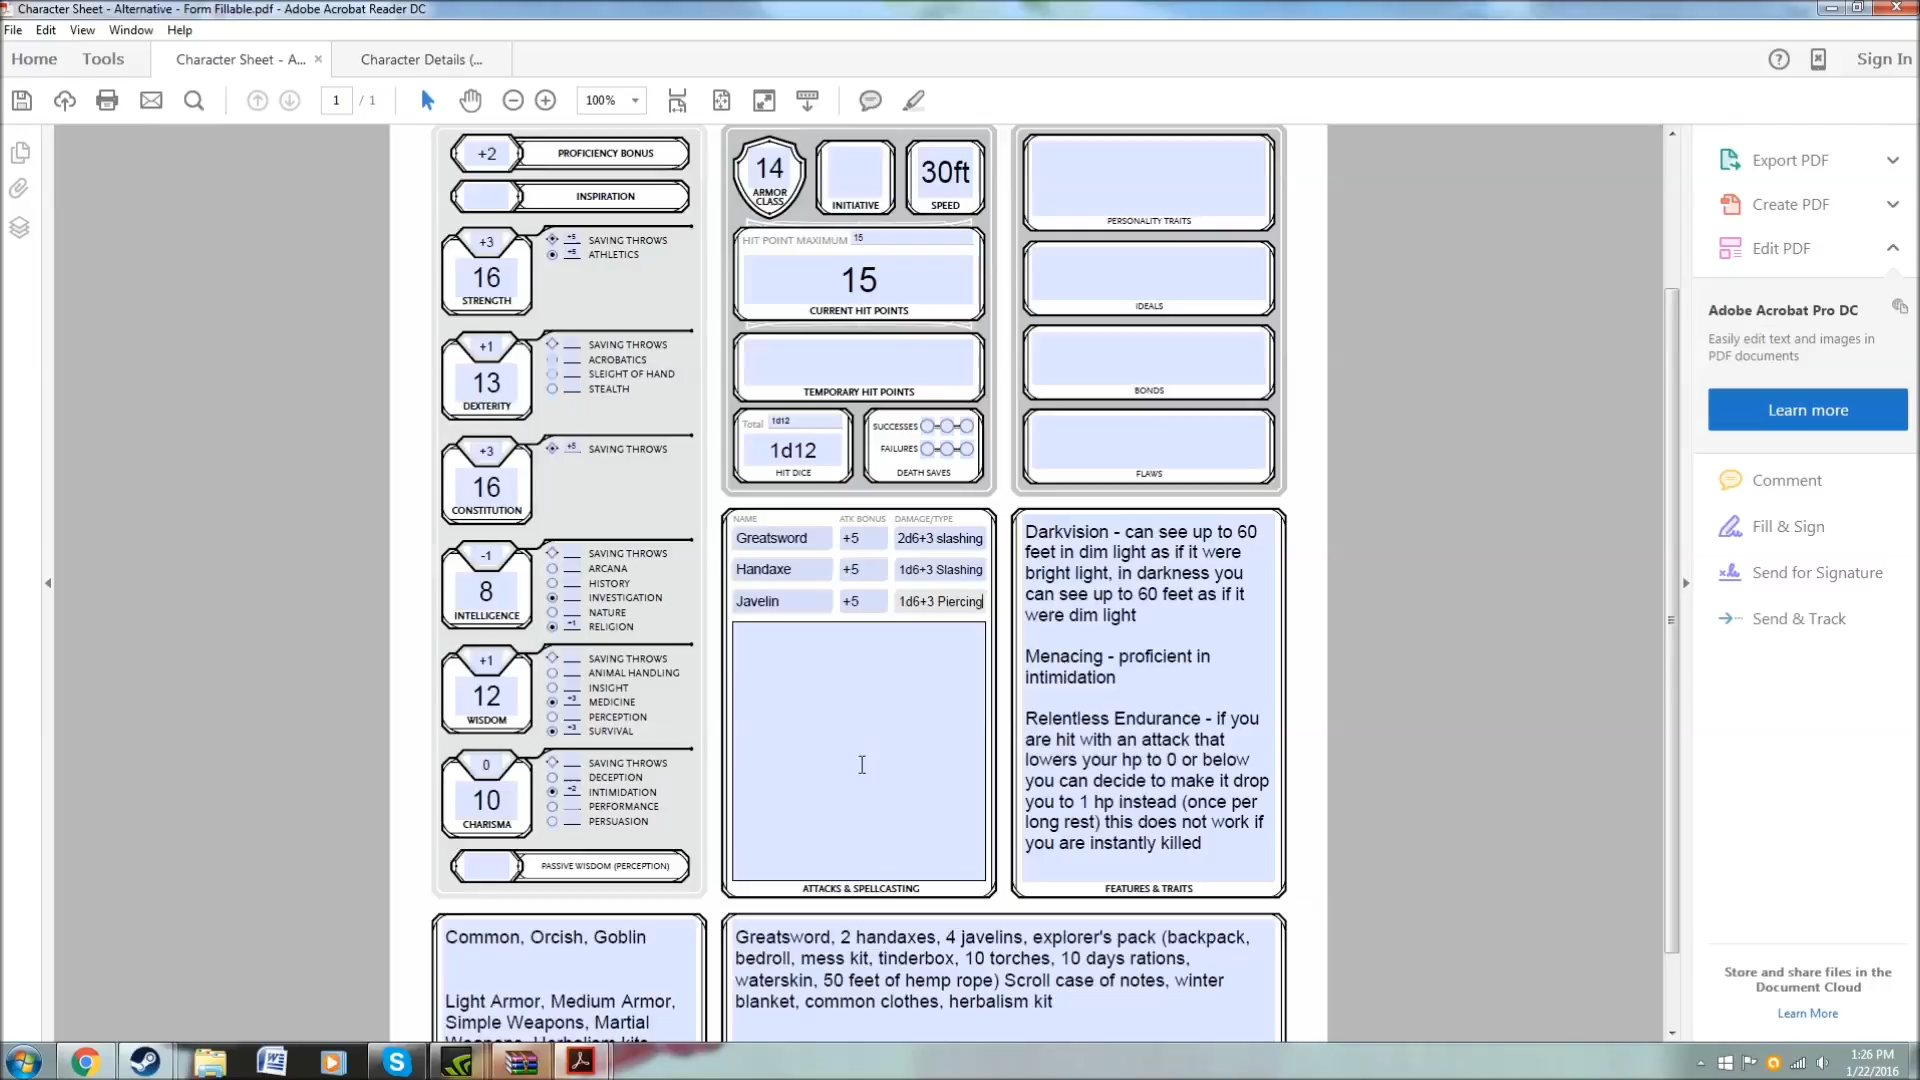 Character Sheet - Alternative - Form Fillable.pdf - Adobe Acrobat Reader DC
File Edit View Window Help
Home Tools Character Sheet - A... × Character Details (... Sign In
1 / 1 100%
+2 PROFICIENCY BONUS
INSPIRATION
+3 +5 SAVING THROWS
+5 ATHLETICS
16
STRENGTH
+1 SAVING THROWS
ACROBATICS
SLEIGHT OF HAND
STEALTH
13
DEXTERITY
+3 +5 SAVING THROWS
16
CONSTITUTION
-1 SAVING THROWS
ARCANA
HISTORY
INVESTIGATION
NATURE
+1 RELIGION
8
INTELLIGENCE
+1 SAVING THROWS
ANIMAL HANDLING
INSIGHT
+3 MEDICINE
PERCEPTION
+3 SURVIVAL
12
WISDOM
0 SAVING THROWS
DECEPTION
+2 INTIMIDATION
PERFORMANCE
PERSUASION
10
CHARISMA
PASSIVE WISDOM (PERCEPTION)
14
ARMOR
CLASS
INITIATIVE
30ft
SPEED
HIT POINT MAXIMUM 15
15
CURRENT HIT POINTS
TEMPORARY HIT POINTS
Total 1d12
1d12
HIT DICE
SUCCESSES
FAILURES
DEATH SAVES
PERSONALITY TRAITS
IDEALS
BONDS
FLAWS
NAME ATK BONUS DAMAGE/TYPE
Greatsword +5 2d6+3 slashing
Handaxe +5 1d6+3 Slashing
Javelin +5 1d6+3 Piercing
ATTACKS & SPELLCASTING
Darkvision - can see up to 60
feet in dim light as if it were
bright light, in darkness you
can see up to 60 feet as if it
were dim light
Menacing - proficient in
intimidation
Relentless Endurance - if you
are hit with an attack that
lowers your hp to 0 or below
you can decide to make it drop
you to 1 hp instead (once per
long rest) this does not work if
you are instantly killed
FEATURES & TRAITS
Common, Orcish, Goblin
Light Armor, Medium Armor,
Simple Weapons, Martial
Weapons, Herbalism kits
Greatsword, 2 handaxes, 4 javelins, explorer's pack (backpack,
bedroll, mess kit, tinderbox, 10 torches, 10 days rations,
waterskin, 50 feet of hemp rope) Scroll case of notes, winter
blanket, common clothes, herbalism kit
Export PDF
Create PDF
Edit PDF
Adobe Acrobat Pro DC
Easily edit text and images in
PDF documents
Learn more
Comment
Fill & Sign
Send for Signature
Send & Track
Store and share files in the
Document Cloud
Learn More
1:26 PM
1/22/2016